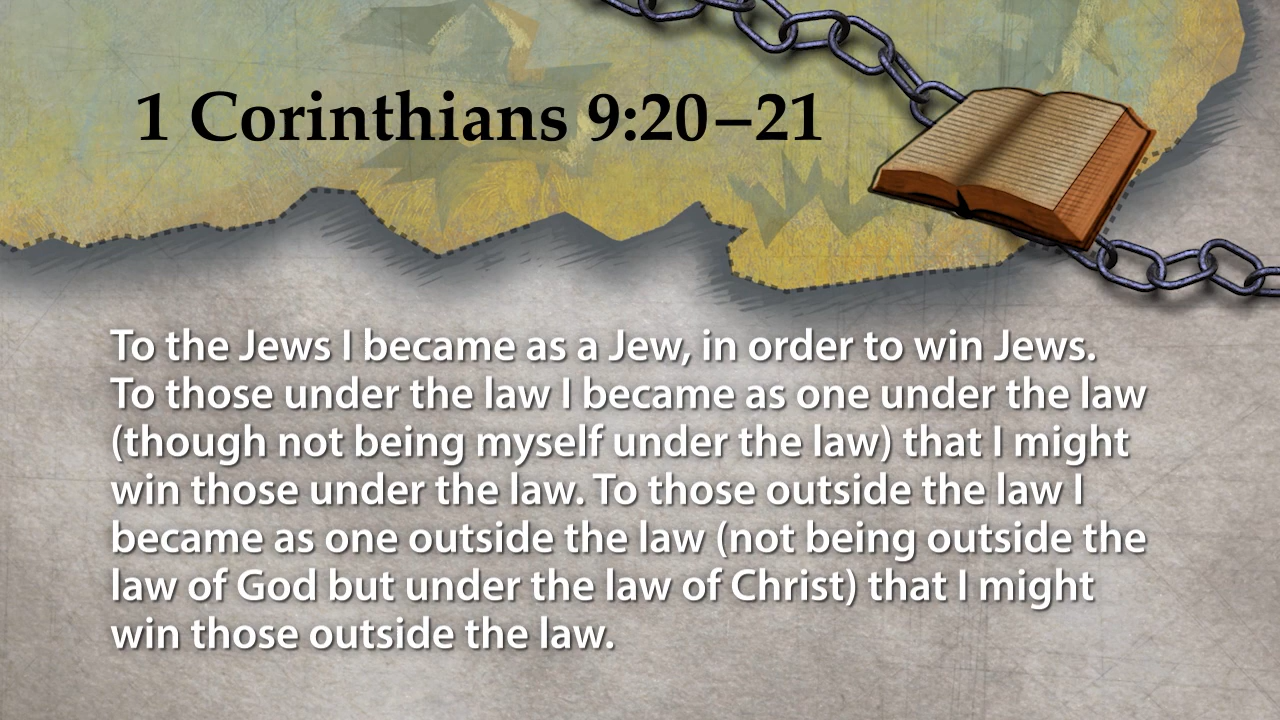 1 Corinthians 9:20–21
To the Jews I became as a Jew, in order to win Jews.
To those under the law I became as one under the law
(though not being myself under the law) that I might
win those under the law. To those outside the law I
became as one outside the law (not being outside the
law of God but under the law of Christ) that I might
win those outside the law.